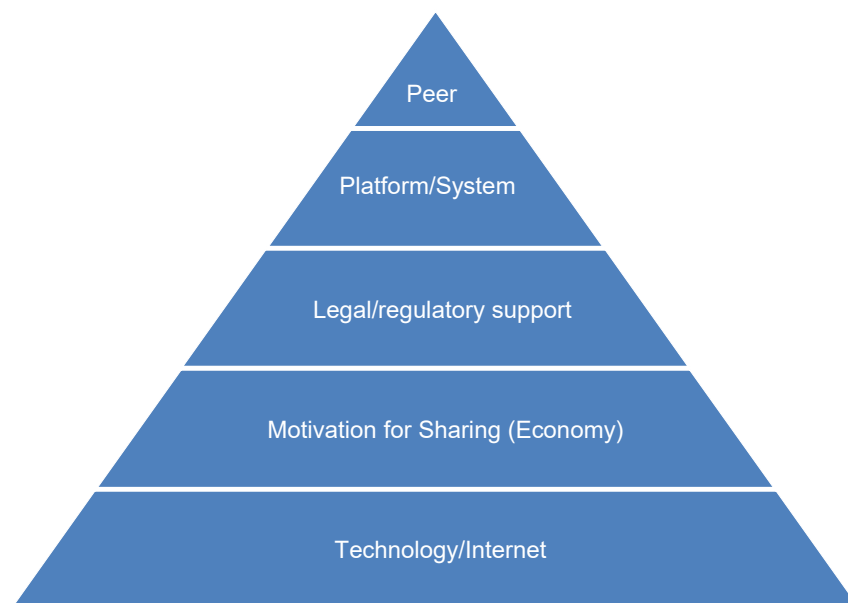 Peer
Platform/System
Legal/regulatory support
Motivation for Sharing (Economy)
Technology/Internet